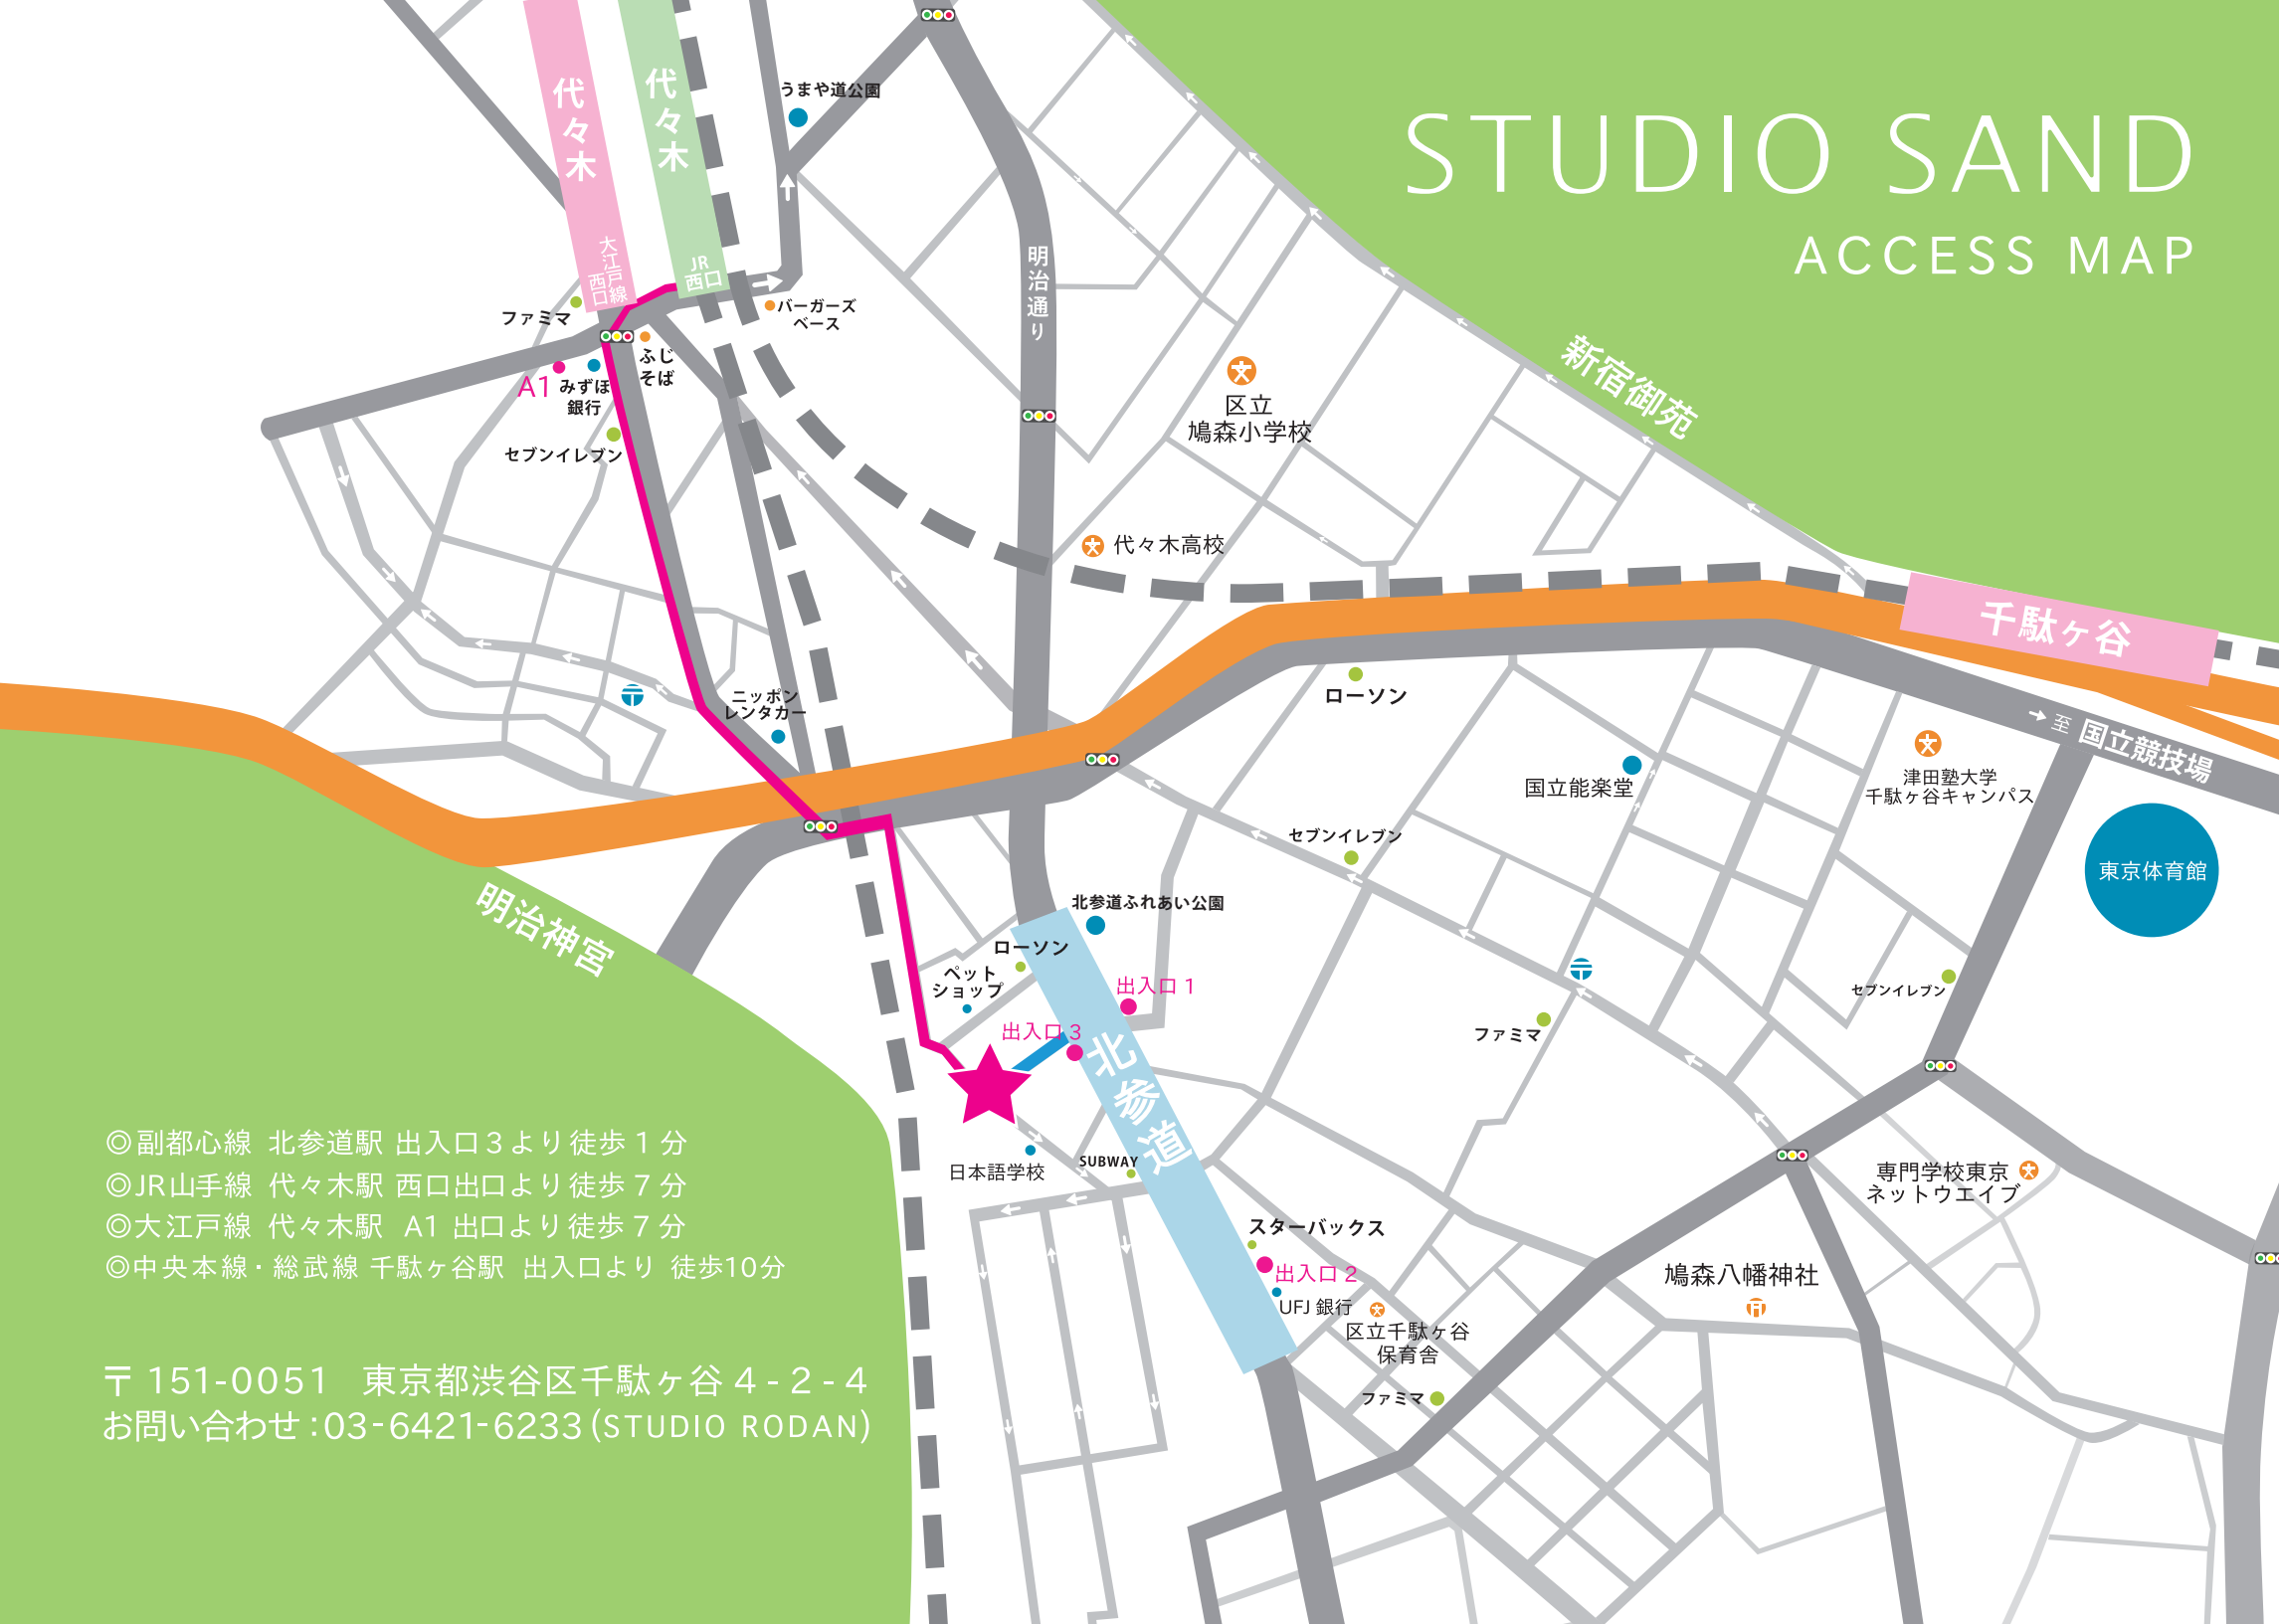 STUDIO SAND
ACCESS MAP
代々木
代々木
うまや道公園
大江戸線
西口
JR
西口
明治通り
ファミマ
バーガーズ
ベース
ふじ
そば
A1
みずほ
銀行
セブンイレブン
新宿御苑
区立
鳩森小学校
代々木高校
千駄ヶ谷
ニッポン
レンタカー
ローソン
→ 至 国立競技場
国立能楽堂
津田塾大学
千駄ヶ谷キャンパス
東京体育館
セブンイレブン
明治神宮
北参道ふれあい公園
ローソン
ペット
ショップ
出入口 1
出入口 3
北参道
セブンイレブン
ファミマ
日本語学校
SUBWAY
専門学校東京
ネットウエイブ
スターバックス
出入口 2
UFJ 銀行
鳩森八幡神社
区立千駄ヶ谷
保育舎
ファミマ
◎副都心線 北参道駅 出入口 3 より 徒歩 1 分
◎JR山手線 代々木駅 西口出口より 徒歩 7 分
◎大江戸線 代々木駅 A1 出口より 徒歩 7 分
◎中央本線・総武線 千駄ヶ谷駅 出入口より 徒歩10分
〒 151-0051 東京都渋谷区千駄ヶ谷 4 - 2 - 4
お問い合わせ：03-6421-6233 (STUDIO RODAN)